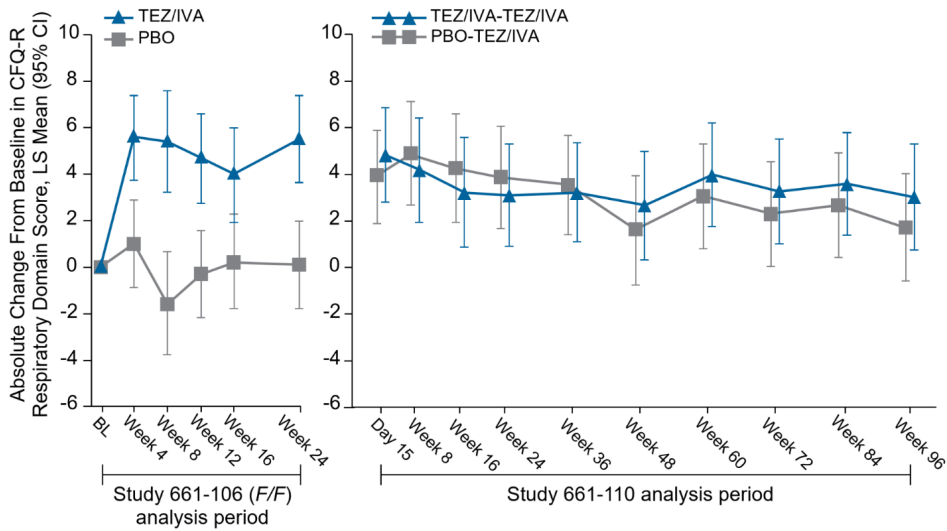 Absolute Change From Baseline in CFQ-R
Respiratory Domain Score, LS Mean (95% CI)
TEZ/IVA
PBO
10
8
6
4
2
0
-2
-4
-6
BL
Week 4
Week 8
Week 12
Week 16
Week 24
Study 661-106 (F/F)
analysis period
TEZ/IVA-TEZ/IVA
PBO-TEZ/IVA
10
8
6
4
2
0
-2
-4
-6
Day 15
Week 8
Week 16
Week 24
Week 36
Week 48
Week 60
Week 72
Week 84
Week 96
Study 661-110 analysis period